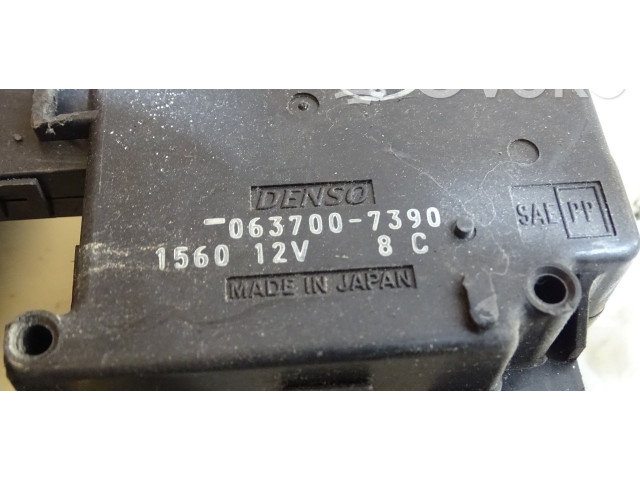 DENSO
063700-7390
SAE PP
1560 12V 8 C
MADE IN JAPAN